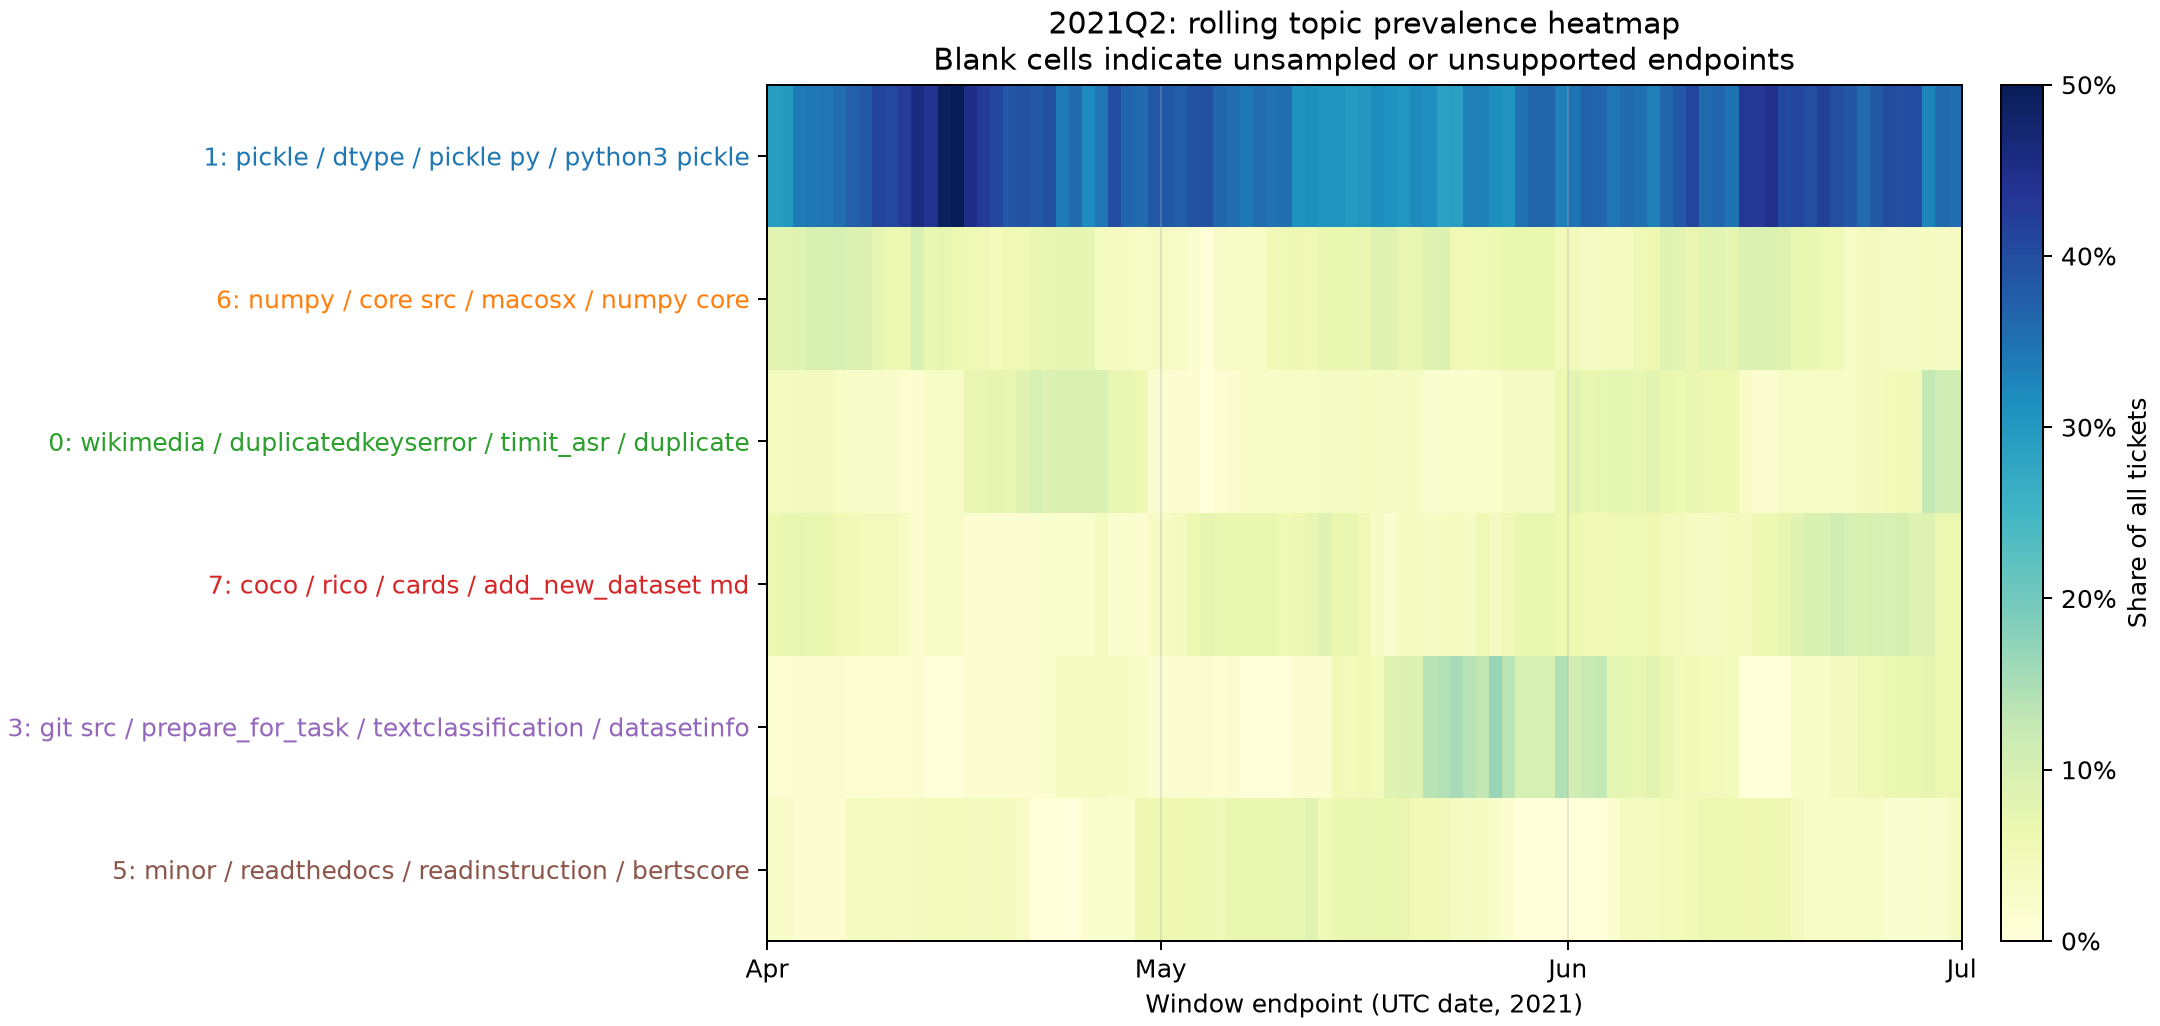 2021Q2: rolling topic prevalence heatmap
Blank cells indicate unsampled or unsupported endpoints
1: pickle / dtype / pickle py / python3 pickle
6: numpy / core src / macosx / numpy core
0: wikimedia / duplicatedkeyserror / timit_asr / duplicate
7: coco / rico / cards / add_new_dataset md
3: git src / prepare_for_task / textclassification / datasetinfo
5: minor / readthedocs / readinstruction / bertscore
Apr
May
Jun
Jul
Window endpoint (UTC date, 2021)
50%
40%
30%
20%
10%
0%
Share of all tickets